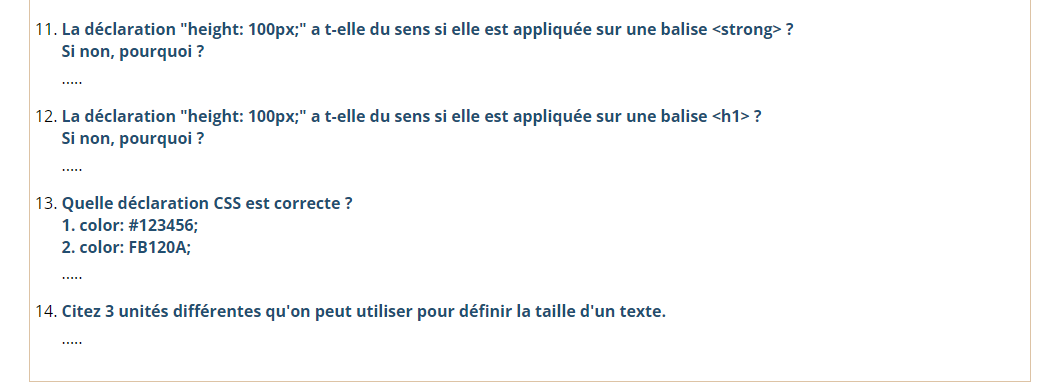 11. La déclaration "height: 100px;" a t-elle du sens si elle est appliquée sur une balise <strong> ?
Si non, pourquoi ?
.....
12. La déclaration "height: 100px;" a t-elle du sens si elle est appliquée sur une balise <h1> ?
Si non, pourquoi ?
.....
13. Quelle déclaration CSS est correcte ?
1. color: #123456;
2. color: FB120A;
.....
14. Citez 3 unités différentes qu'on peut utiliser pour définir la taille d'un texte.
.....